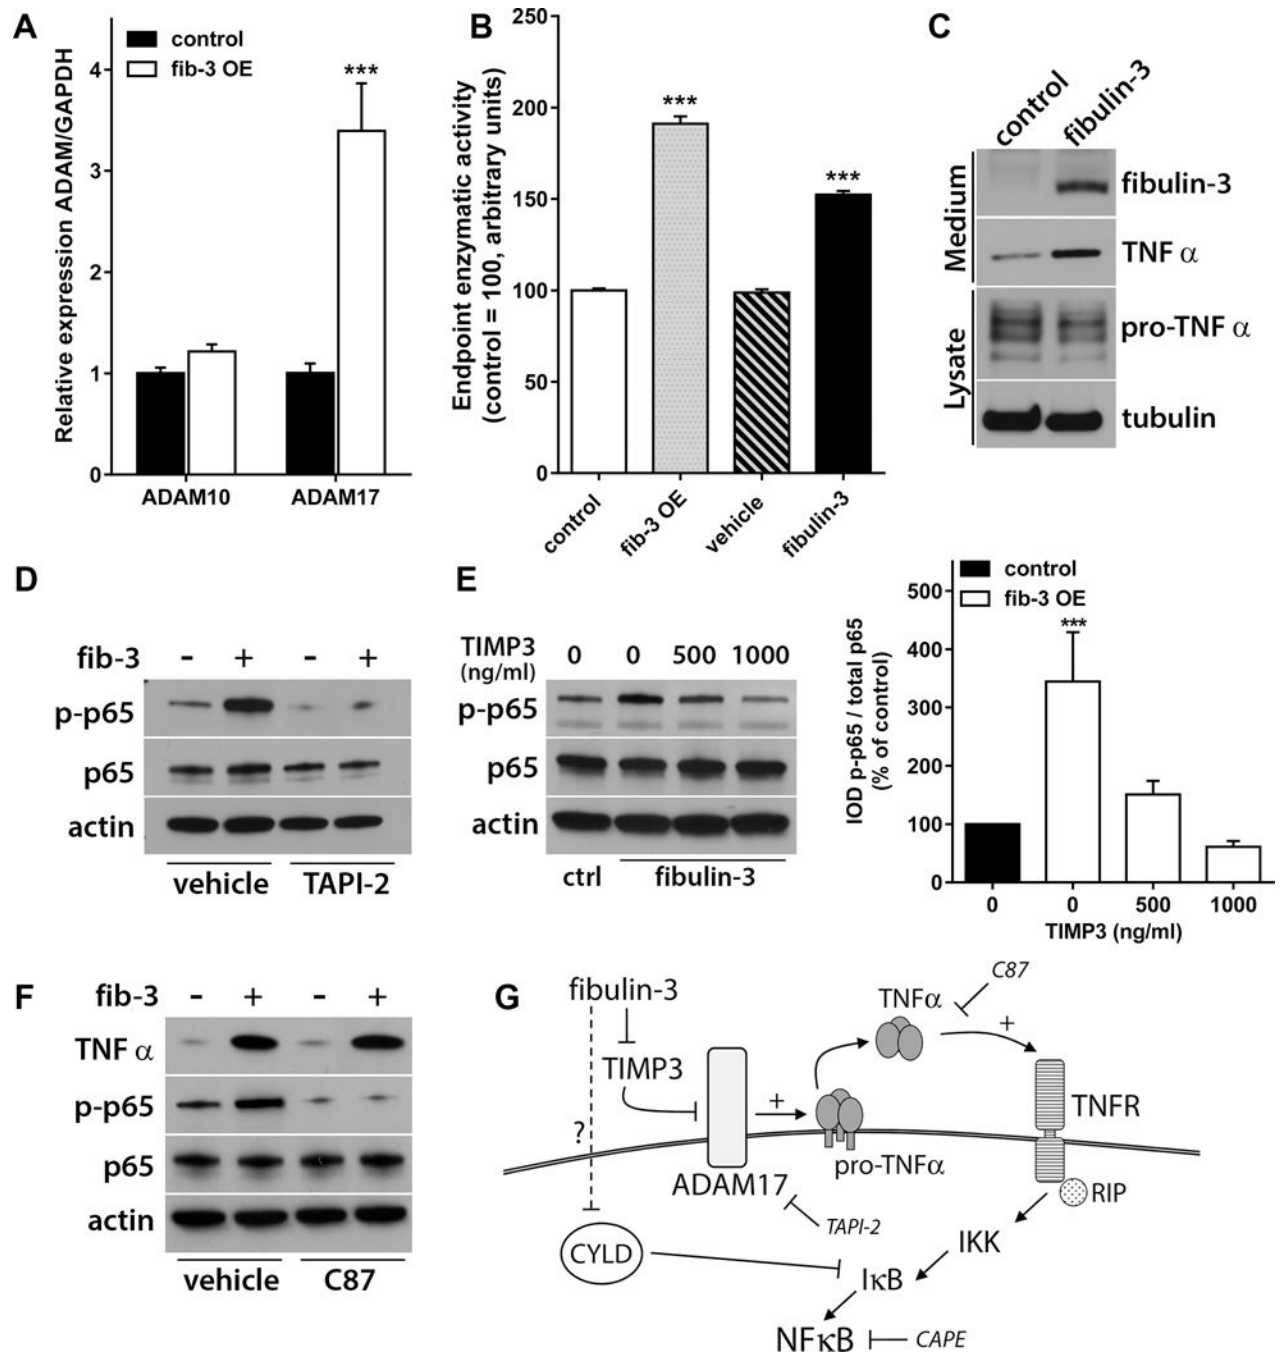 A
control
fib-3 OE
***
Relative expression ADAM/GAPDH
4
3
2
1
0
ADAM10 ADAM17
B
Endpoint enzymatic activity
(control = 100, arbitrary units)
250
200
150
100
50
0
***
***
control
fib-3 OE
vehicle
fibulin-3
C
control
fibulin-3
Medium
Lysate
fibulin-3
TNF α
pro-TNF α
tubulin
D
fib-3 - + - +
p-p65
p65
actin
vehicle TAPI-2
E
TIMP3
(ng/ml)
0 0 500 1000
p-p65
p65
actin
ctrl fibulin-3
control
fib-3 OE
***
IOD p-p65 / total p65
(% of control)
500
400
300
200
100
0
0 0 500 1000
TIMP3 (ng/ml)
F
fib-3 - + - +
TNF α
p-p65
p65
actin
vehicle C87
G
fibulin-3
TNFα
C87
+
TIMP3
+
TNFR
?
pro-TNFα
ADAM17
RIP
TAPI-2
CYLD
IKK
IκB
NFκB
CAPE